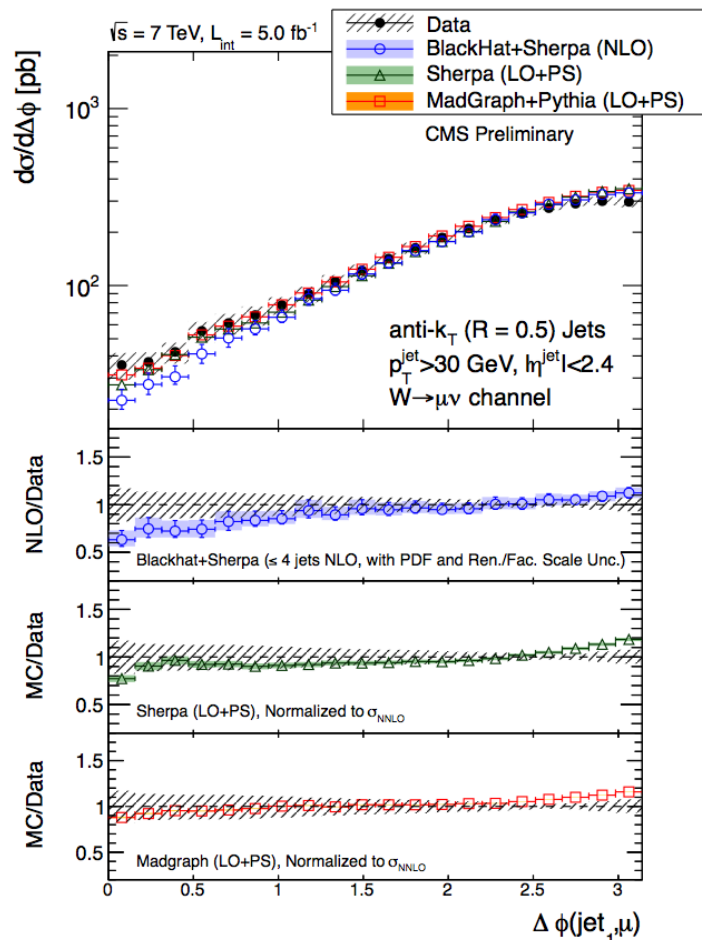 √s = 7 TeV, L_int = 5.0 fb⁻¹
Data
BlackHat+Sherpa (NLO)
Sherpa (LO+PS)
MadGraph+Pythia (LO+PS)
CMS Preliminary
dσ/dΔϕ [pb]
10³
10²
anti-k_T (R = 0.5) Jets
p_T^jet>30 GeV, |η^jet|<2.4
W→μν channel
NLO/Data
1.5
1
0.5
Blackhat+Sherpa (≤ 4 jets NLO, with PDF and Ren./Fac. Scale Unc.)
MC/Data
1.5
1
0.5
Sherpa (LO+PS), Normalized to σ_NNLO
MC/Data
1.5
1
0.5
Madgraph (LO+PS), Normalized to σ_NNLO
0 0.5 1 1.5 2 2.5 3
Δ ϕ(jet_1,μ)